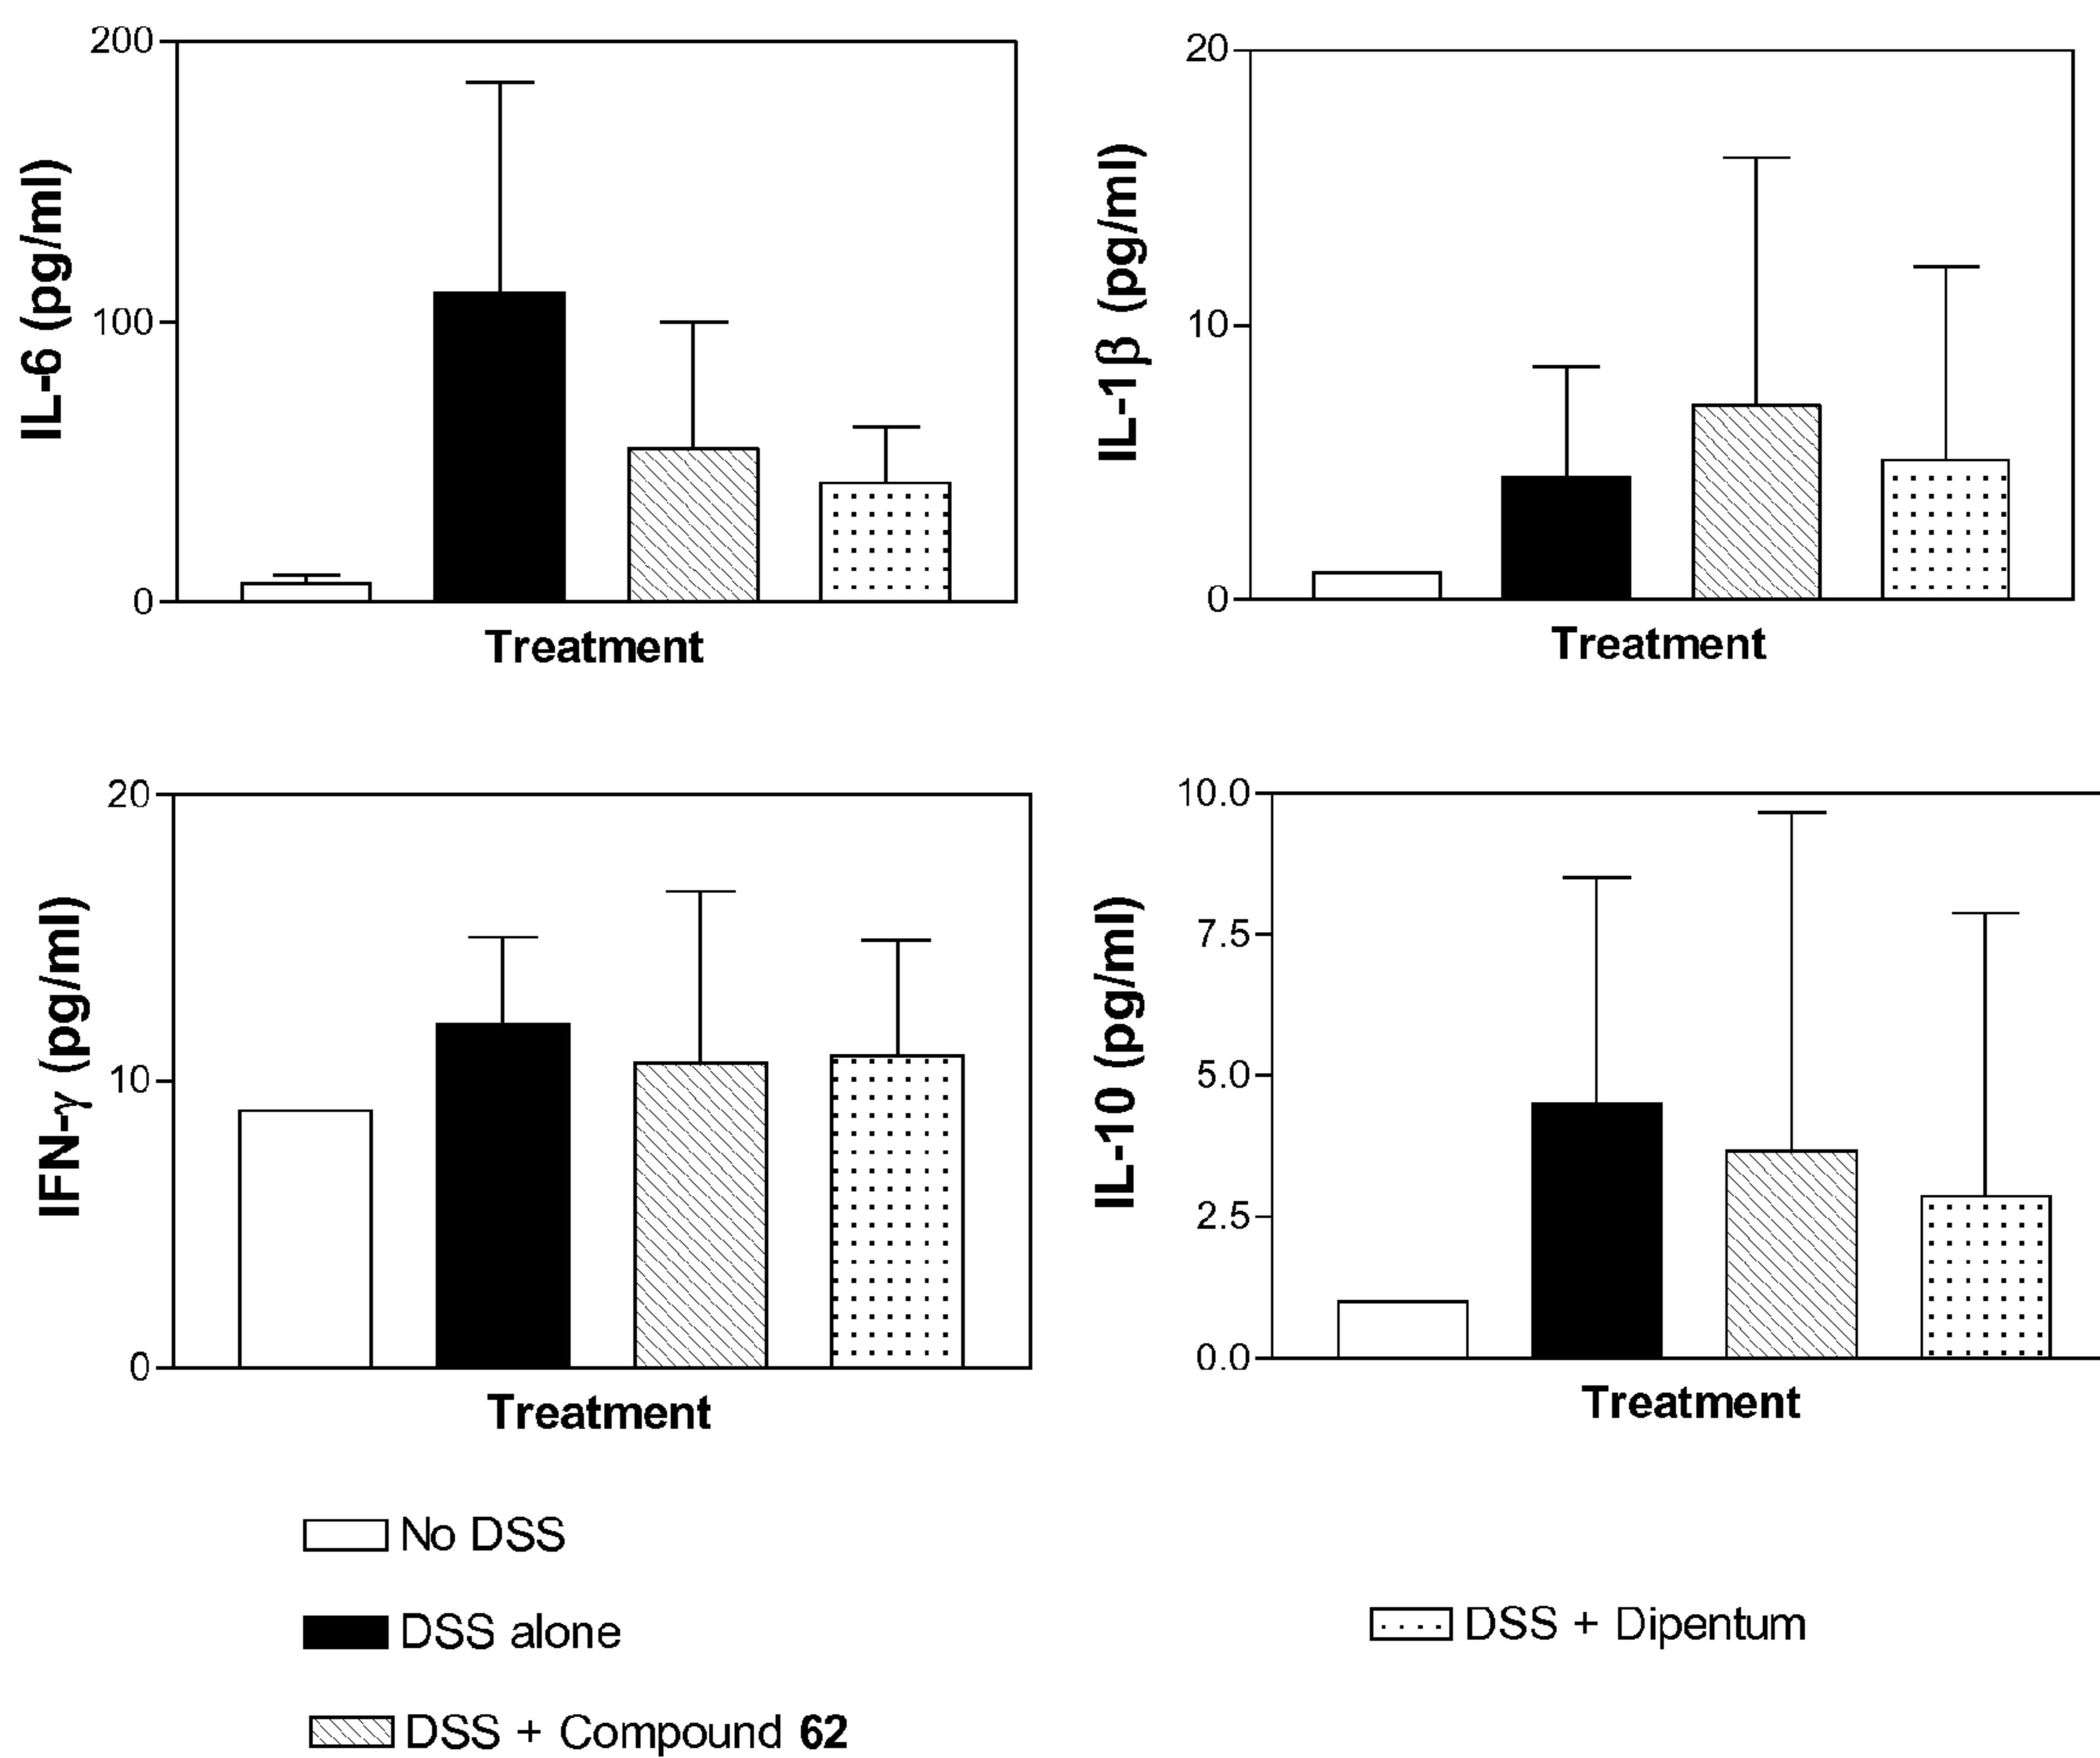 200
100
0
IL-6 (pg/ml)
Treatment
20
10
0
IL-1β (pg/ml)
Treatment
20
10
0
IFN-γ (pg/ml)
Treatment
10.0
7.5
5.0
2.5
0.0
IL-10 (pg/ml)
Treatment
No DSS
DSS alone
DSS + Compound 62
DSS + Dipentum